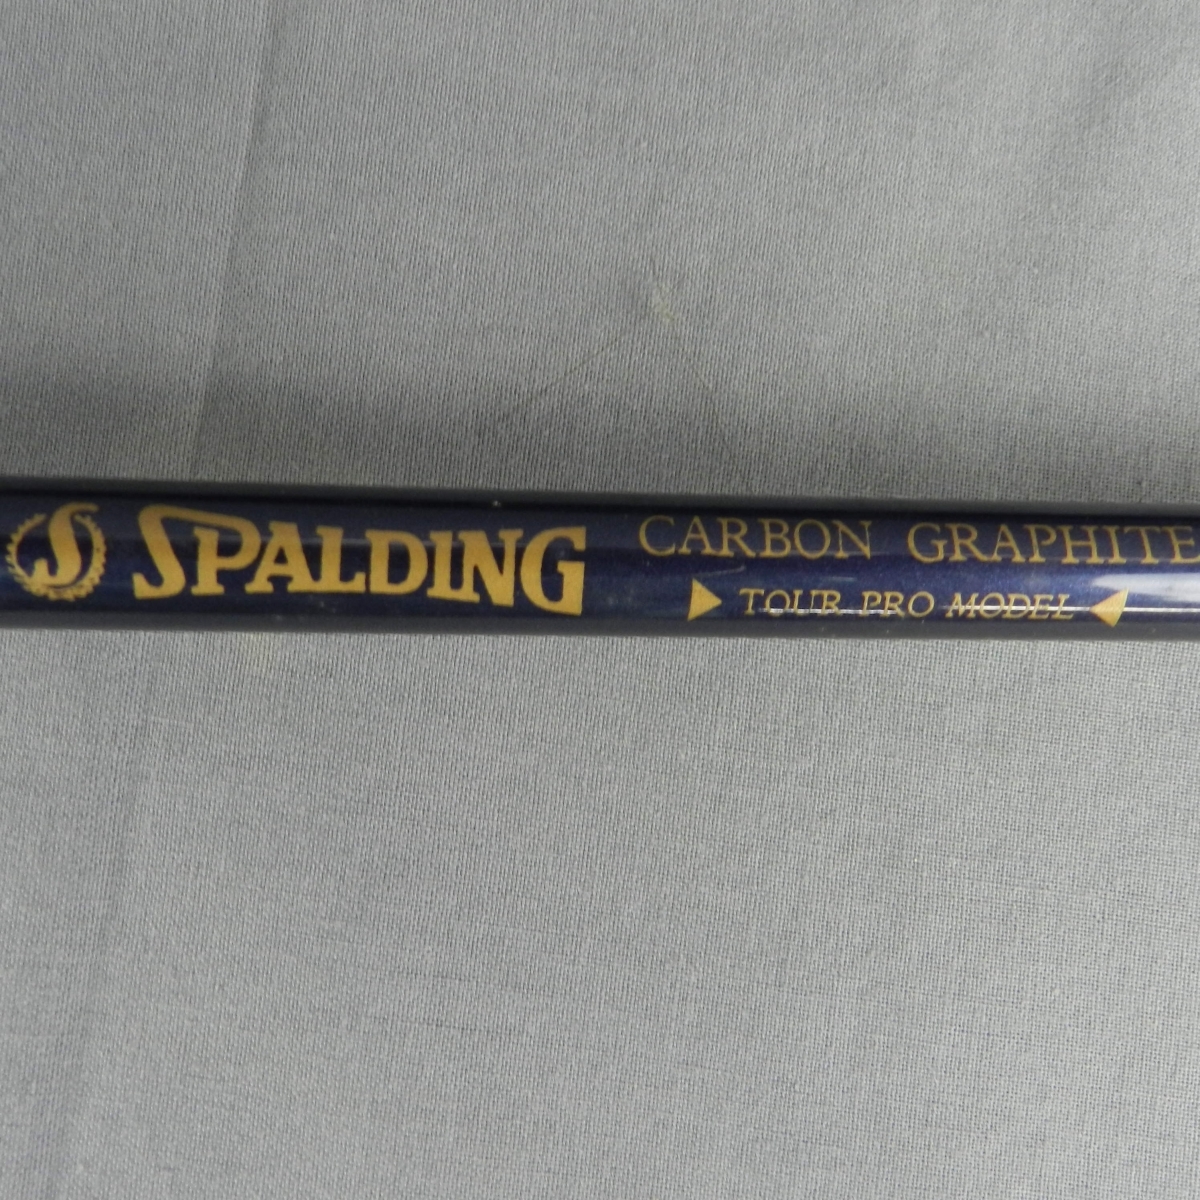 S SPALDING
CARBON GRAPHITE
TOUR PRO MODEL